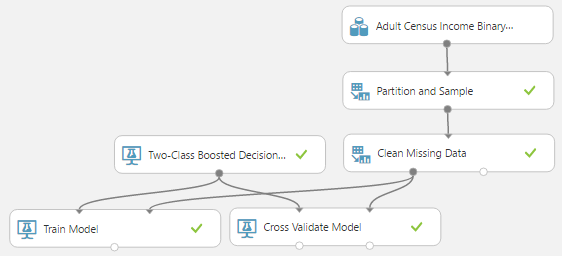 Adult Census Income Binary...
Partition and Sample
Clean Missing Data
Two-Class Boosted Decision...
Train Model
Cross Validate Model